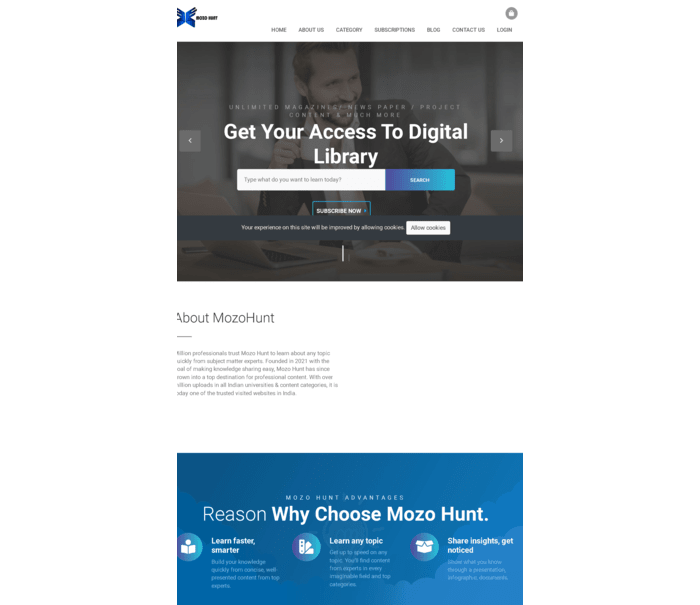 MOZO HUNT
HOME ABOUT US CATEGORY SUBSCRIPTIONS BLOG CONTACT US LOGIN
UNLIMITED MAGAZINES/ NEWS PAPER / PROJECT
CONTENT & MUCH MORE
Get Your Access To Digital
Library
Type what do you want to learn today?
SEARCH
SUBSCRIBE NOW
Your experience on this site will be improved by allowing cookies.
Allow cookies
About MozoHunt
professionals trust Mozo Hunt to learn about any topic
from subject matter experts. Founded in 2021 with the
of making knowledge sharing easy, Mozo Hunt has since
into a top destination for professional content. With over
uploads in all Indian universities & content categories, it is
one of the trusted visited websites in India.
MOZO HUNT ADVANTAGES
Reason Why Choose Mozo Hunt.
Learn faster,
smarter
Build your knowledge
quickly from concise, well-
presented content from top
experts.
Learn any topic
Get up to speed on any
topic. You'll find content
from experts in every
imaginable field and top
categories.
Share insights, get
noticed
Show what you know
through a presentation,
infographic, documents